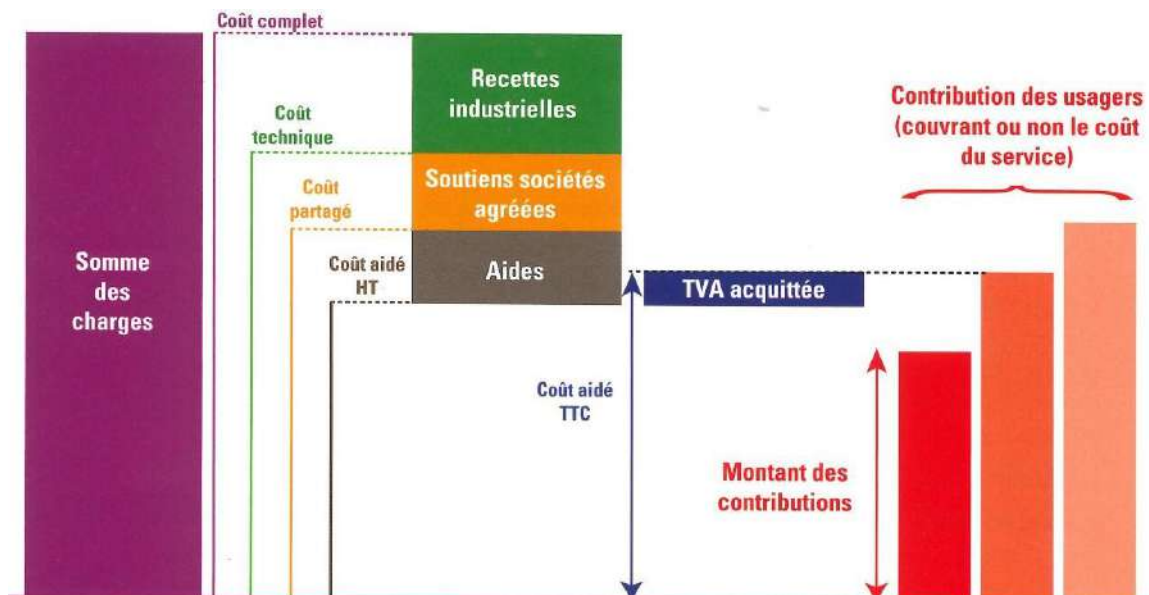 Coût complet
Somme
des
charges
Coût
technique
Coût
partagé
Coût aidé
HT
Recettes
industrielles
Soutiens sociétés
agréées
Aides
TVA acquittée
Coût aidé
TTC
Contribution des usagers
(couvrant ou non le coût
du service)
Montant des
contributions